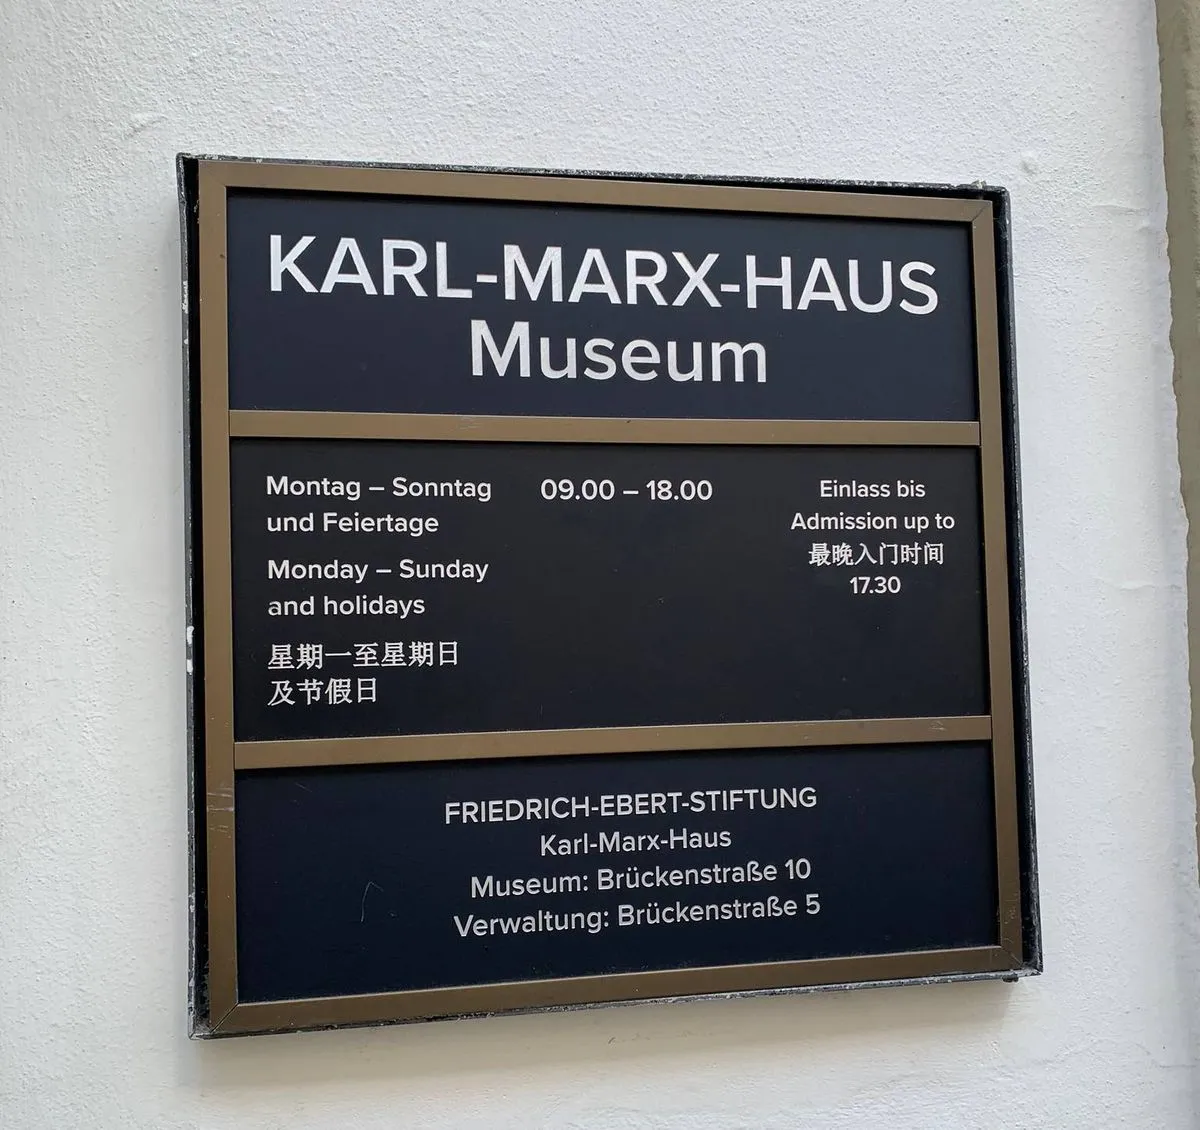 KARL-MARX-HAUS
Museum
Montag – Sonntag
und Feiertage
Monday – Sunday
and holidays
星期一至星期日
及节假日
09.00 – 18.00
Einlass bis
Admission up to
最晚入门时间
17.30
FRIEDRICH-EBERT-STIFTUNG
Karl-Marx-Haus
Museum: Brückenstraße 10
Verwaltung: Brückenstraße 5